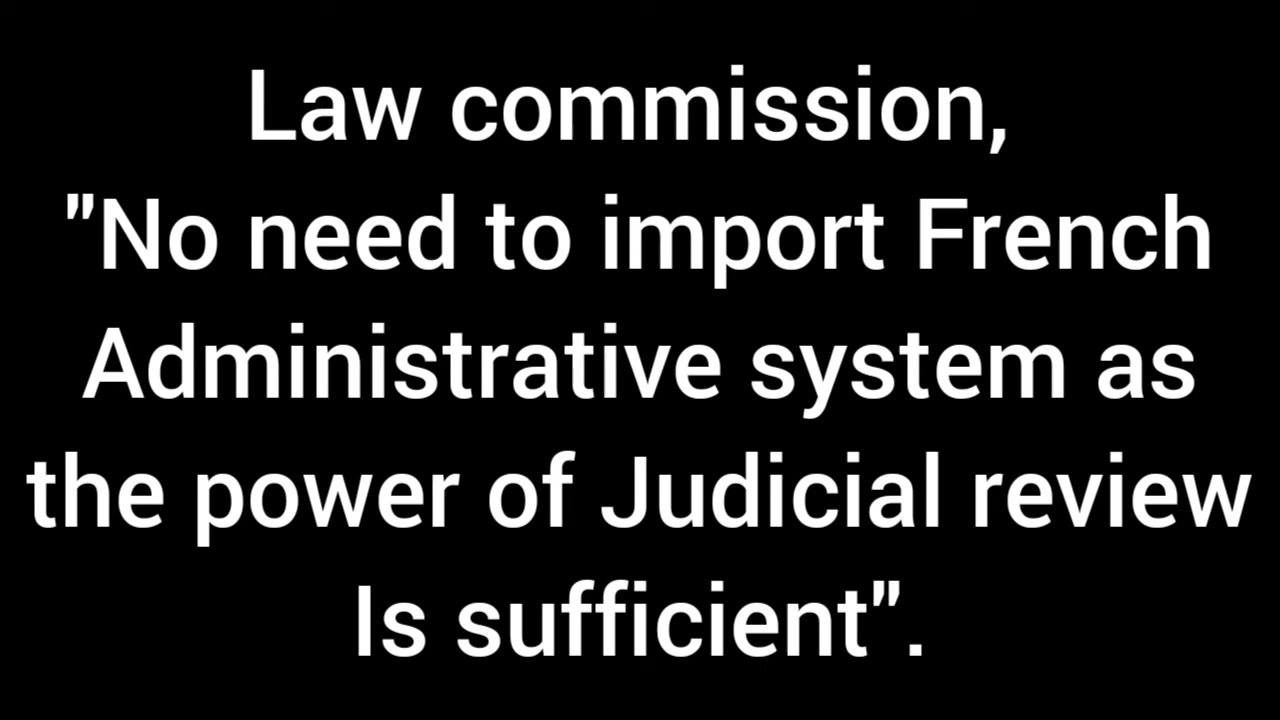 Law commission,
"No need to import French
Administrative system as
the power of Judicial review
Is sufficient".